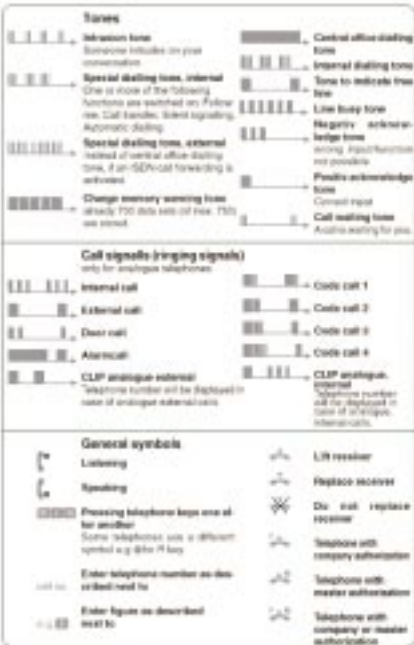 Tones
Intrusion tone
Someone intrudes on your
conversation
Special dialling tone, internal
One or more of the following
functions are switched on: Follow
me, Call transfer, Silent signalling,
Automatic dialling
Special dialling tone, external
instead of central office dialling
tone, if an ISDN-call forwarding is
activated.
Charge memory warning tone
already 700 data sets (of max. 750)
are stored.
Central office dialling
tone
Internal dialling tone
Tone to indicate free
line
Line busy tone
Negative acknow-
ledge tone
wrong input/function
not possible
Positiv acknowledge
tone
Correct input
Call waiting tone
A call is waiting for you.
Call signals (ringing signals)
only for analogue telephones
Internal call
External call
Door call
Alarmcall
CLIP analogue external
Telephone number will be displayed in
case of analogue external calls.
Code call 1
Code call 2
Code call 3
Code call 4
CLIP analogue,
internal
Telephone number
will be displayed in
case of analogue,
internal calls.
General symbols
Listening
Speaking
Pressing telephone keys one af-
ter another
Some telephones use a different
symbol e.g. for R key
Enter telephone number as des-
cribed next to
Enter figure as described
next to
Lift receiver
Replace receiver
Do not replace
receiver
Telephone with
company authorization
Telephone with
master authorisation
Telephone with
company or master
authorization